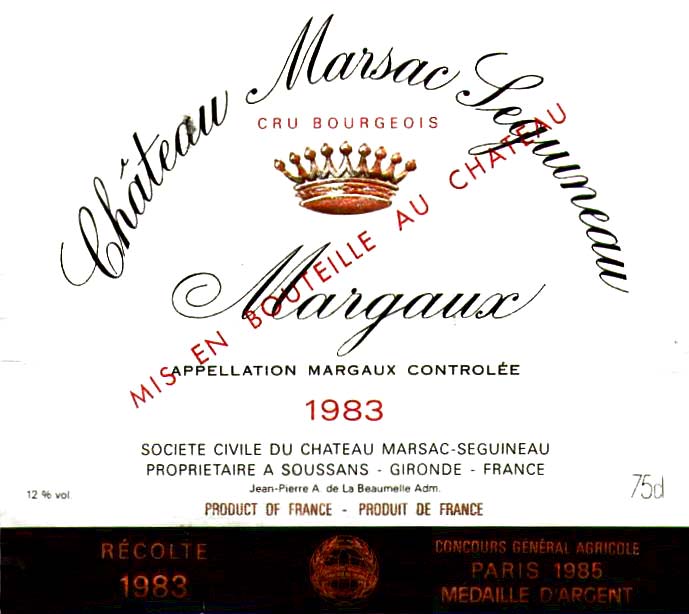 Château Marsac Seguineau
CRU BOURGEOIS
MIS EN BOUTEILLE AU CHATEAU
Margaux
APPELLATION MARGAUX CONTROLÉE
1983
SOCIETE CIVILE DU CHATEAU MARSAC-SEGUINEAU
PROPRIETAIRE A SOUSSANS - GIRONDE - FRANCE
12 % vol
Jean-Pierre A. de La Beaumelle Adm.
75cl
PRODUCT OF FRANCE - PRODUIT DE FRANCE
RÉCOLTE
1983
CONCOURS GÉNÉRAL AGRICOLE
PARIS 1985
MEDAILLE D'ARGENT